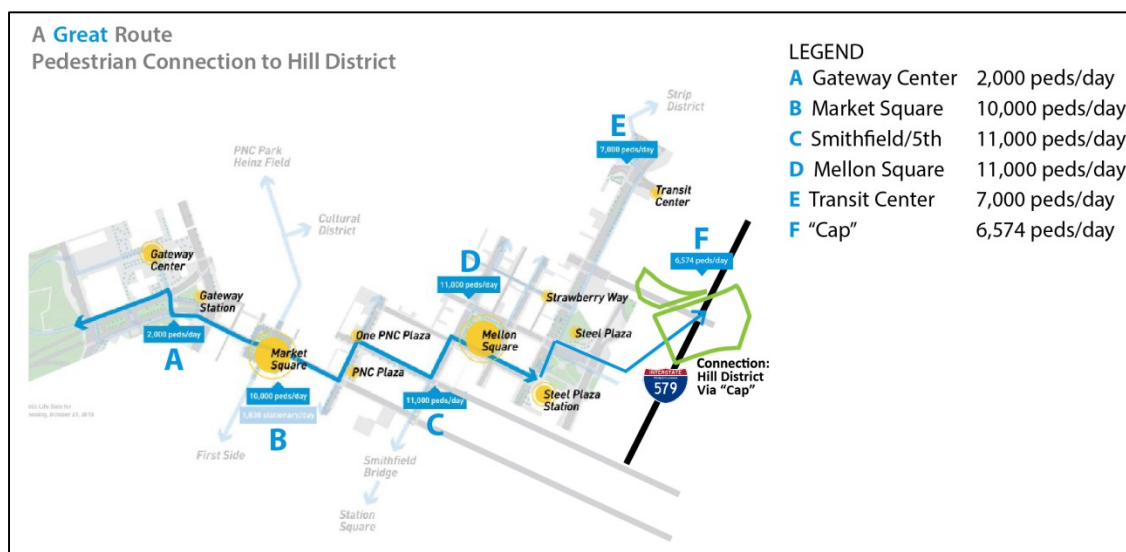 A Great Route
Pedestrian Connection to Hill District
LEGEND
A Gateway Center 2,000 peds/day
B Market Square 10,000 peds/day
C Smithfield/5th 11,000 peds/day
D Mellon Square 11,000 peds/day
E Transit Center 7,000 peds/day
F “Cap” 6,574 peds/day
Strip
District
E
7,000 peds/day
PNC Park
Heinz Field
Transit
Center
Cultural
District
F
6,574 peds/day
Gateway
Center
D
11,000 peds/day
Gateway
Station
Strawberry Way
2,000 peds/day
A
One PNC Plaza
Mellon
Square
Steel Plaza
Market
Square
PNC Plaza
Connection:
Hill District
Via “Cap”
INTERSTATE
579
10,000 peds/day
11,000 peds/day
Steel Plaza
Station
B
C
First Side
Smithfield
Bridge
Station
Square